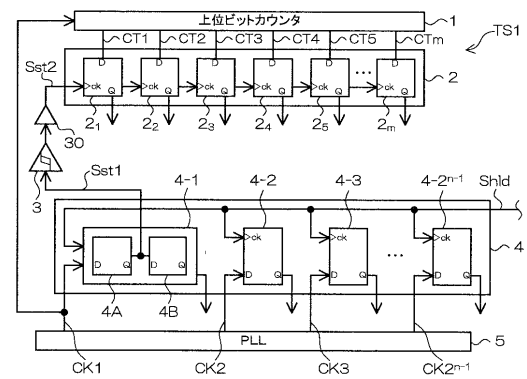 上位ビットカウンタ 1
CT1 CT2 CT3 CT4 CT5 CTm TS1
Sst2
D D D D D D
>ck Q >ck Q >ck Q >ck Q >ck Q … >ck Q 2
2₁ 2₂ 2₃ 2₄ 2₅ 2m
30
3
Sst1
4-1 4-2 4-3 4-2ⁿ⁻¹ Shld
>ck >ck >ck
D Q D Q D Q D Q … D Q 4
4A 4B
PLL 5
CK1 CK2 CK3 CK2ⁿ⁻¹